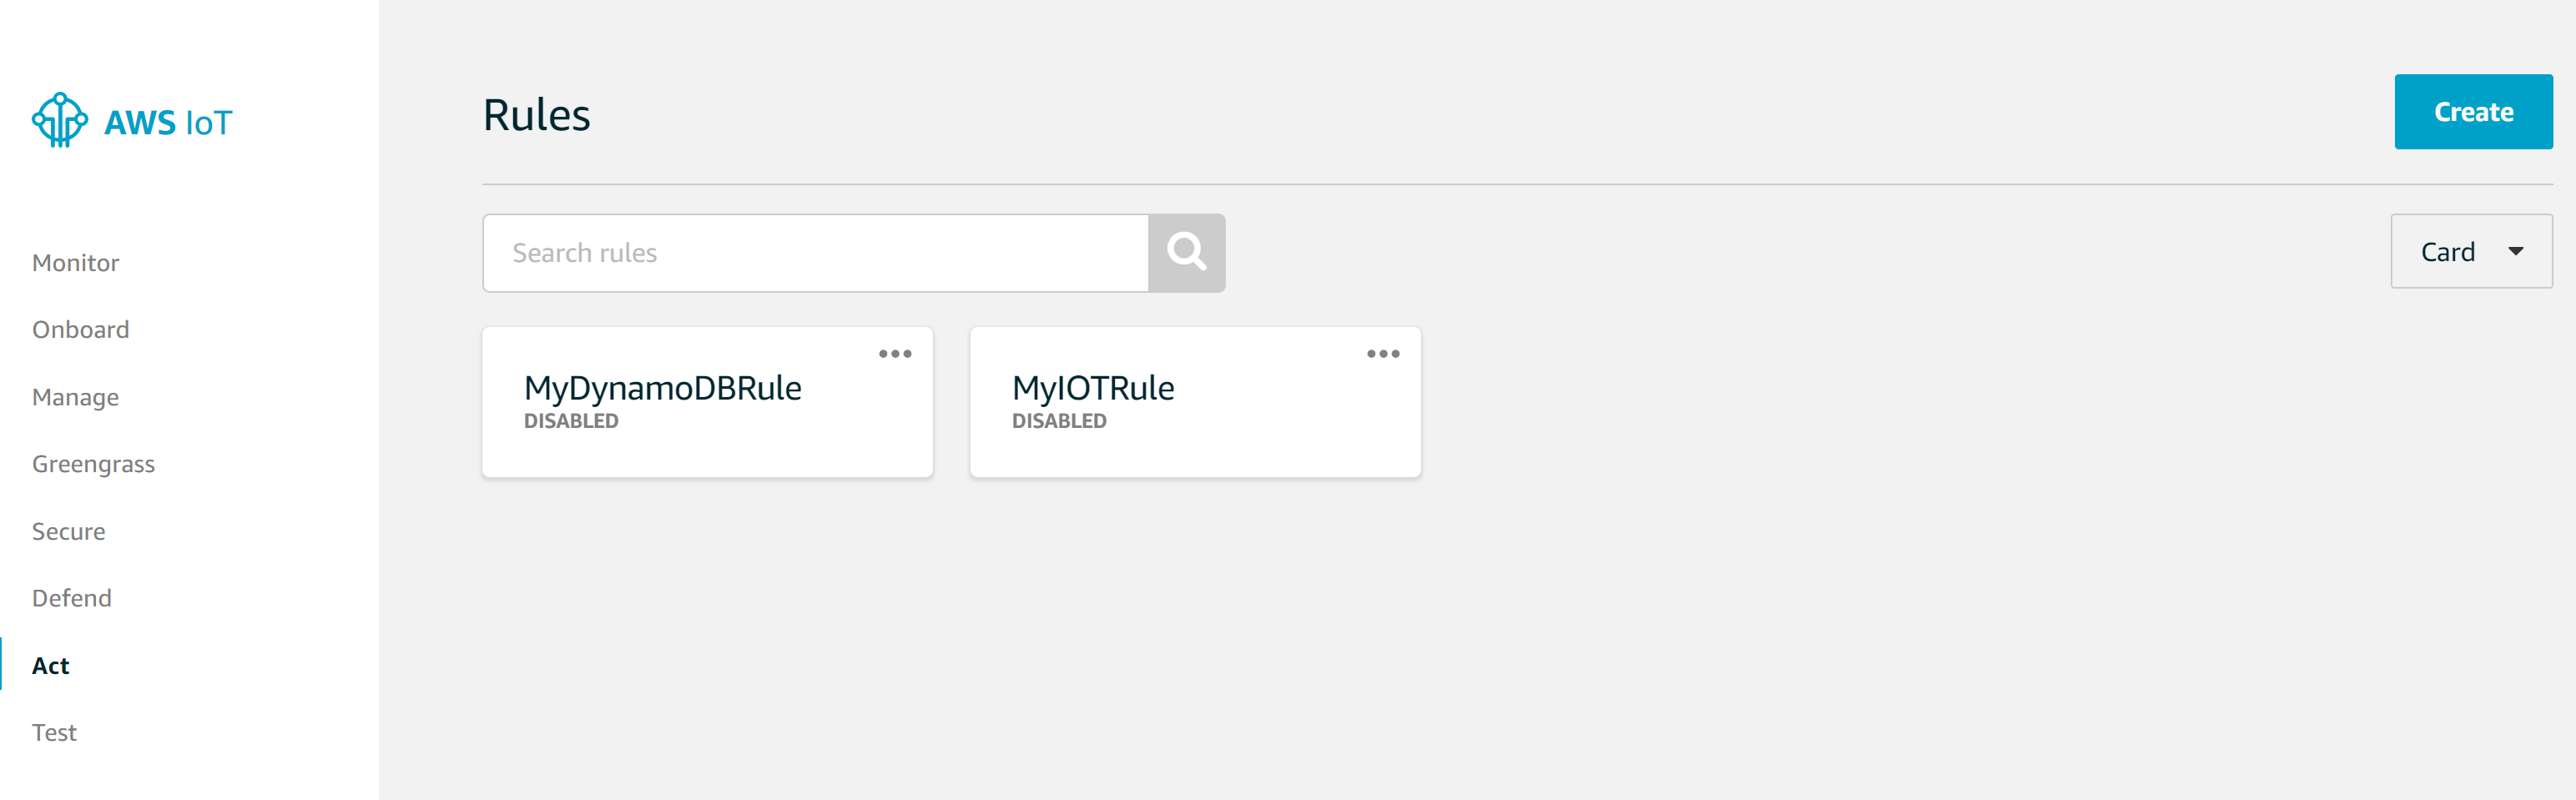 AWS IoT
Monitor
Onboard
Manage
Greengrass
Secure
Defend
Act
Test
Rules
Create
Search rules
Card
MyDynamoDBRule
DISABLED
MyIOTRule
DISABLED